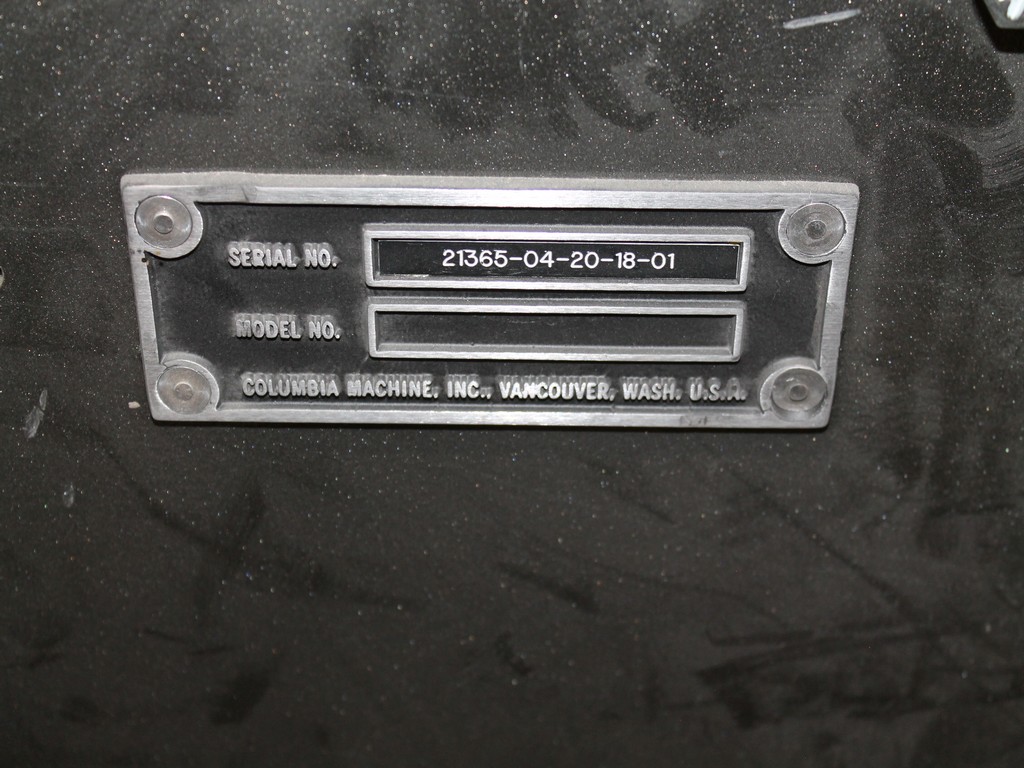 SERIAL NO. 21365-04-20-18-01
MODEL NO.
COLUMBIA MACHINE, INC., VANCOUVER, WASH. U.S.A.